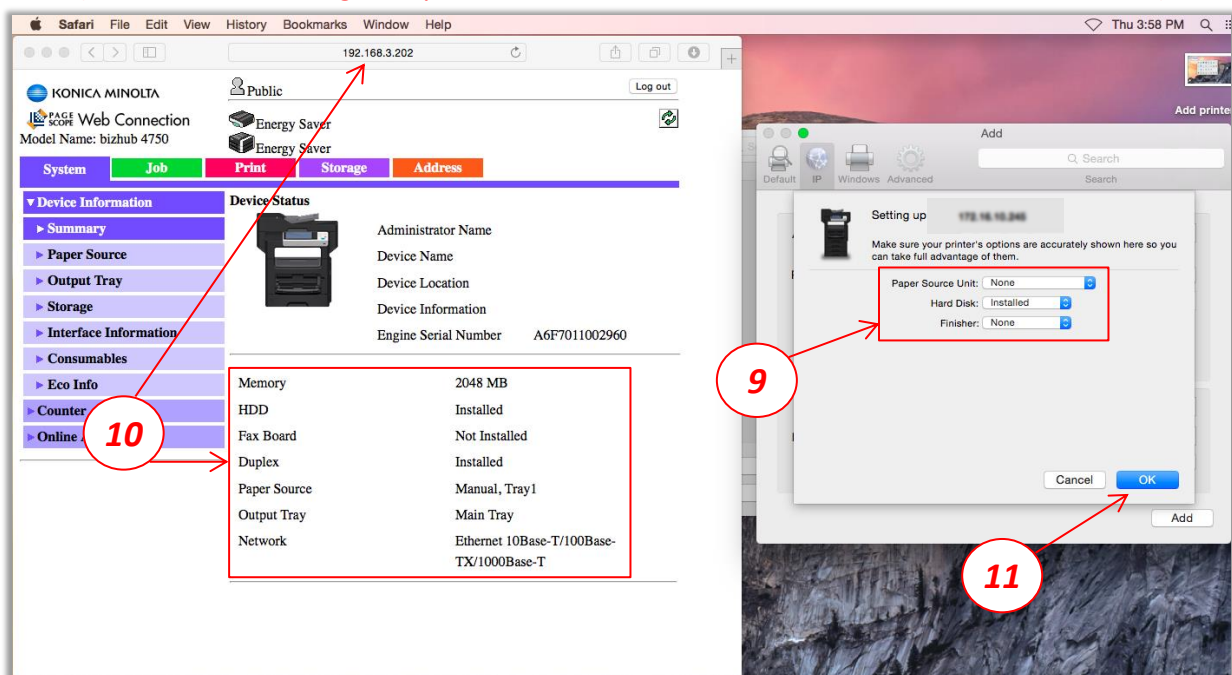 Safari File Edit View History Bookmarks Window Help Thu 3:58 PM
192.168.3.202
KONICA MINOLTA
Public
Log out
PAGE SCOPE Web Connection
Energy Saver
Model Name: bizhub 4750
Energy Saver
System Job Print Storage Address
Device Information
Summary
Paper Source
Output Tray
Storage
Interface Information
Consumables
Eco Info
Counter
Online
10
Device Status
Administrator Name
Device Name
Device Location
Device Information
Engine Serial Number A6F7011002960
Memory 2048 MB
HDD Installed
Fax Board Not Installed
Duplex Installed
Paper Source Manual, Tray1
Output Tray Main Tray
Network Ethernet 10Base-T/100Base-
TX/1000Base-T
Add printe
Add
Search
Default IP Windows Advanced Search
Setting up 172.16.10.245
Make sure your printer's options are accurately shown here so you
can take full advantage of them.
Paper Source Unit: None
Hard Disk: Installed
Finisher: None
9
Cancel OK
Add
11